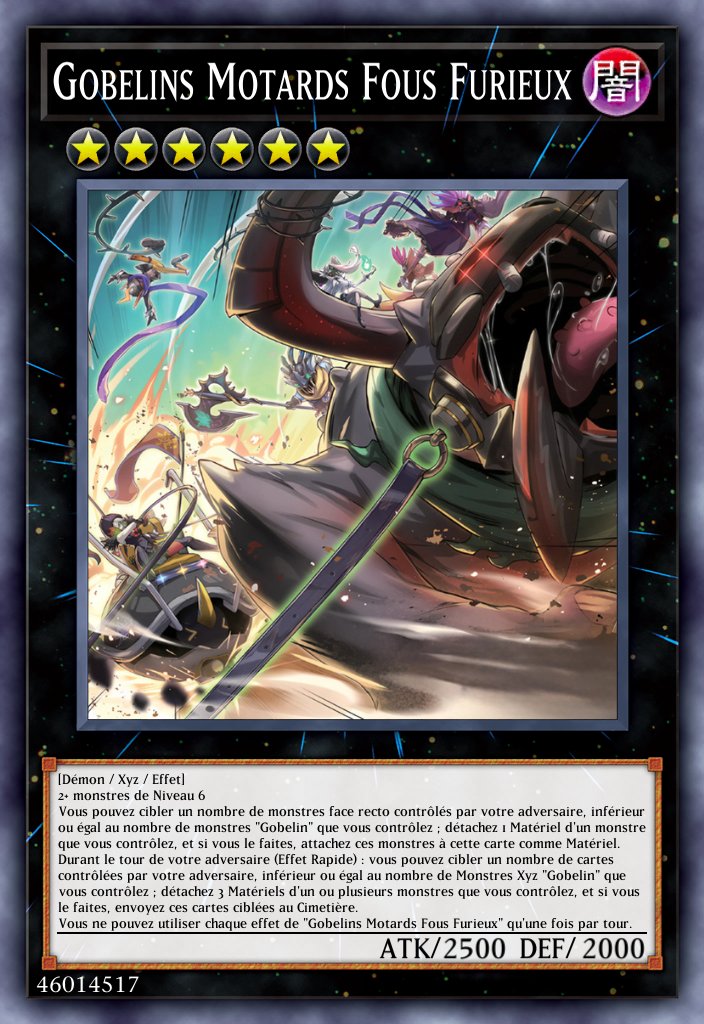 Gobelins Motards Fous Furieux 闇
[Démon / Xyz / Effet]
2+ monstres de Niveau 6
Vous pouvez cibler un nombre de monstres face recto contrôlés par votre adversaire, inférieur
ou égal au nombre de monstres "Gobelin" que vous contrôlez ; détachez 1 Matériel d'un monstre
que vous contrôlez, et si vous le faites, attachez ces monstres à cette carte comme Matériel.
Durant le tour de votre adversaire (Effet Rapide) : vous pouvez cibler un nombre de cartes
contrôlées par votre adversaire, inférieur ou égal au nombre de Monstres Xyz "Gobelin" que
vous contrôlez ; détachez 3 Matériels d'un ou plusieurs monstres que vous contrôlez, et si vous
le faites, envoyez ces cartes ciblées au Cimetière.
Vous ne pouvez utiliser chaque effet de "Gobelins Motards Fous Furieux" qu'une fois par tour.
ATK/2500 DEF/ 2000
46014517